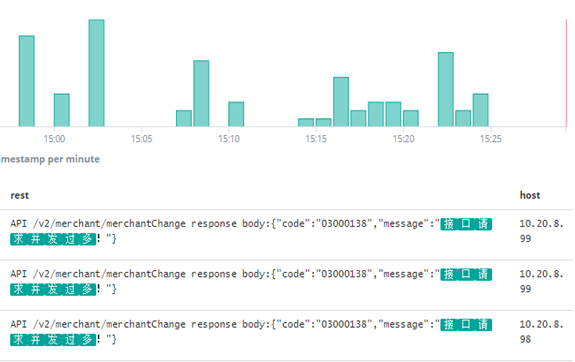 15:00 15:05 15:10 15:15 15:20 15:25
imestamp per minute
rest host
API /v2/merchant/merchantChange response body:{"code":"03000138","message":"接口请 10.20.8.
求并发过多! "} 99
API /v2/merchant/merchantChange response body:{"code":"03000138","message":"接口请 10.20.8.
求并发过多! "} 99
API /v2/merchant/merchantChange response body:{"code":"03000138","message":"接口请 10.20.8.
求并发过多! "} 98